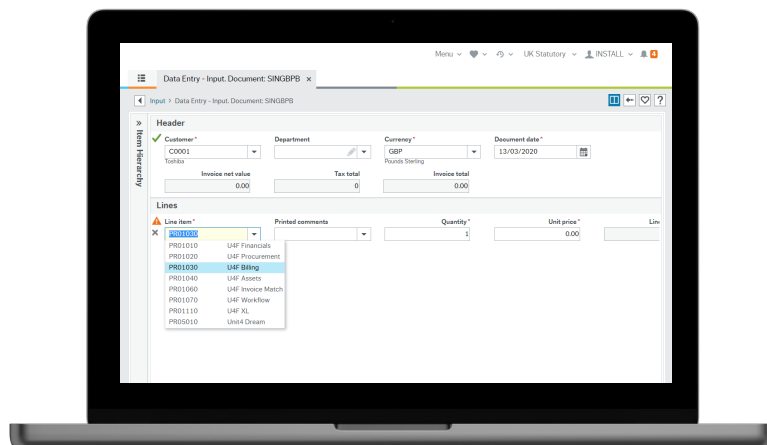 Menu UK Statutory INSTALL 4
Data Entry - Input. Document: SINGBPB ×
Input > Data Entry - Input. Document: SINGBPB ?
» Header
Item Hierarchy
Customer* Department Currency* Document date*
C0001 GBP 13/03/2020
Toshiba Pounds Sterling
Invoice net value Tax total Invoice total
0.00 0 0.00
Lines
Line item* Printed comments Quantity* Unit price* Line
PR01030 1 0.00
PR01010 U4F Financials
PR01020 U4F Procurement
PR01030 U4F Billing
PR01040 U4F Assets
PR01060 U4F Invoice Match
PR01070 U4F Workflow
PR01110 U4F XL
PR05010 Unit4 Dream